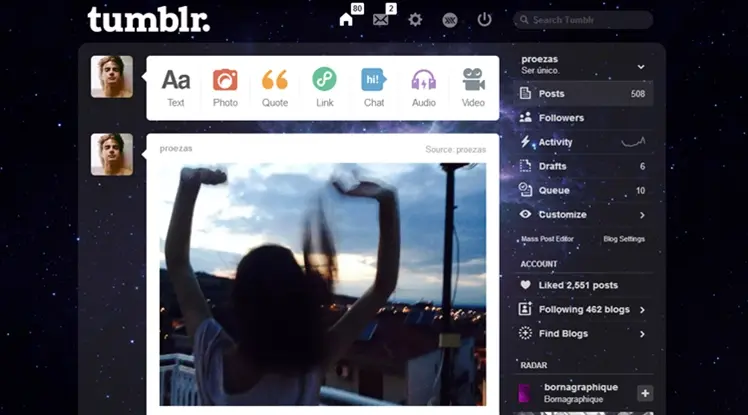 tumblr.
80
2
Search Tumblr
Aa
Text
Photo
Quote
Link
hi!
Chat
Audio
Video
proezas
Source: proezas
proezas
Ser único.
Posts 508
Followers
Activity
Drafts 6
Queue 10
Customize
Mass Post Editor Blog Settings
ACCOUNT
Liked 2,551 posts
Following 462 blogs
Find Blogs
RADAR
bornagraphique
Bornagraphique